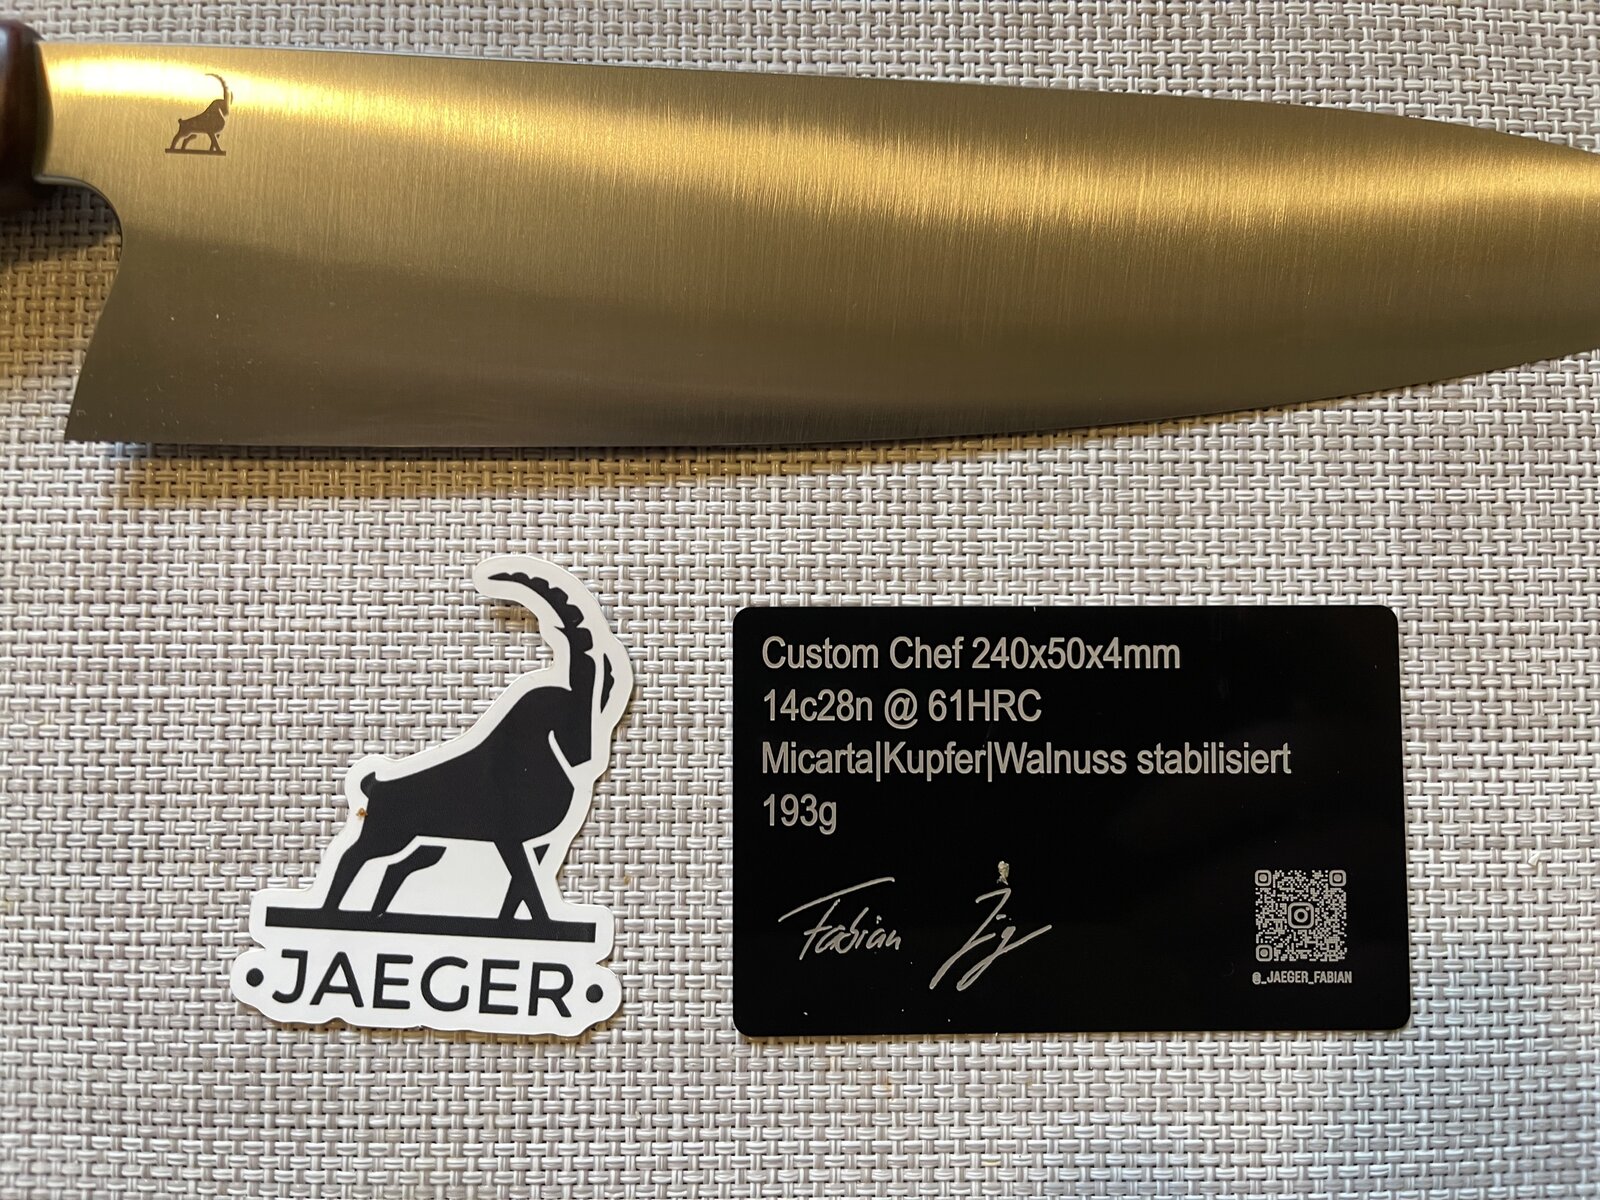 •JAEGER•
Custom Chef 240x50x4mm
14c28n @ 61HRC
Micarta|Kupfer|Walnuss stabilisiert
193g
Fabian
@_JAEGER_FABIAN